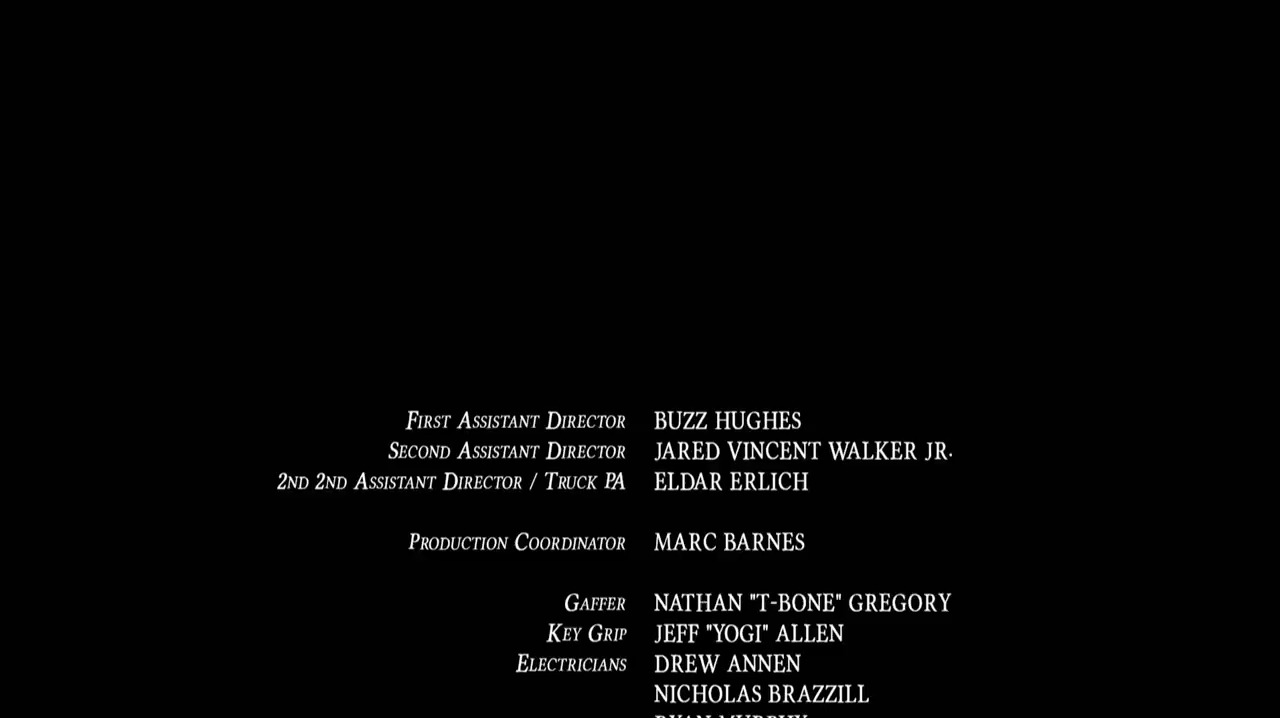 First Assistant Director BUZZ HUGHES
Second Assistant Director JARED VINCENT WALKER JR.
2nd 2nd Assistant Director / Truck PA ELDAR ERLICH
Production Coordinator MARC BARNES
Gaffer NATHAN "T-BONE" GREGORY
Key Grip JEFF "YOGI" ALLEN
Electricians DREW ANNEN
NICHOLAS BRAZZILL